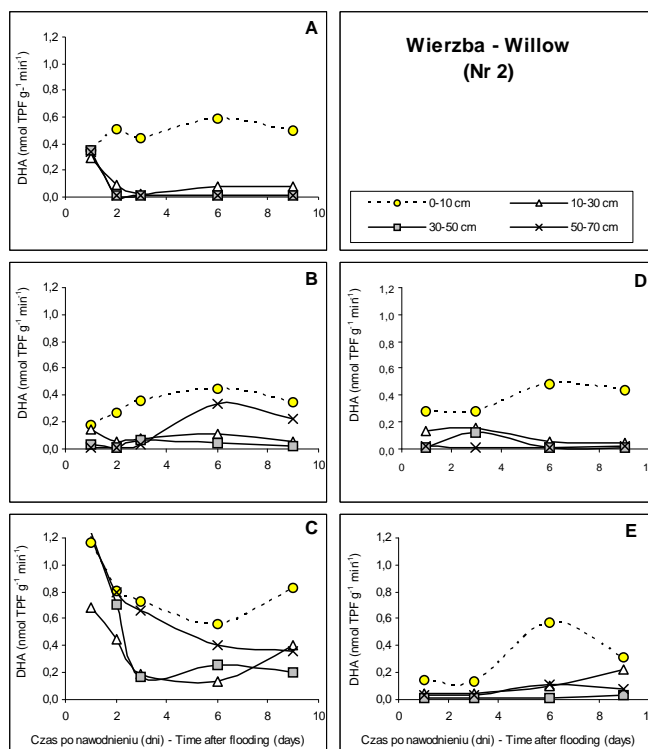 A
DHA (nmol TPF g-1 min-1)
1,2
1,0
0,8
0,6
0,4
0,2
0,0
0 2 4 6 8 10
Wierzba - Willow
(Nr 2)
0-10 cm 10-30 cm
30-50 cm 50-70 cm
B
DHA (nmol TPF g-1 min-1)
1,2
1,0
0,8
0,6
0,4
0,2
0,0
0 2 4 6 8 10
D
DHA (nmol TPF g-1 min-1)
1,2
1,0
0,8
0,6
0,4
0,2
0,0
0 2 4 6 8 1
C
DHA (nmol TPF g-1 min-1)
1,2
1,0
0,8
0,6
0,4
0,2
0,0
0 2 4 6 8 10
Czas po nawodnieniu (dni) - Time after flooding (days)
E
DHA (nmol TPF g-1 min-1)
1,2
1,0
0,8
0,6
0,4
0,2
0,0
0 2 4 6 8 10
Czas po nawodnieniu (dni) - Time after flooding (days)